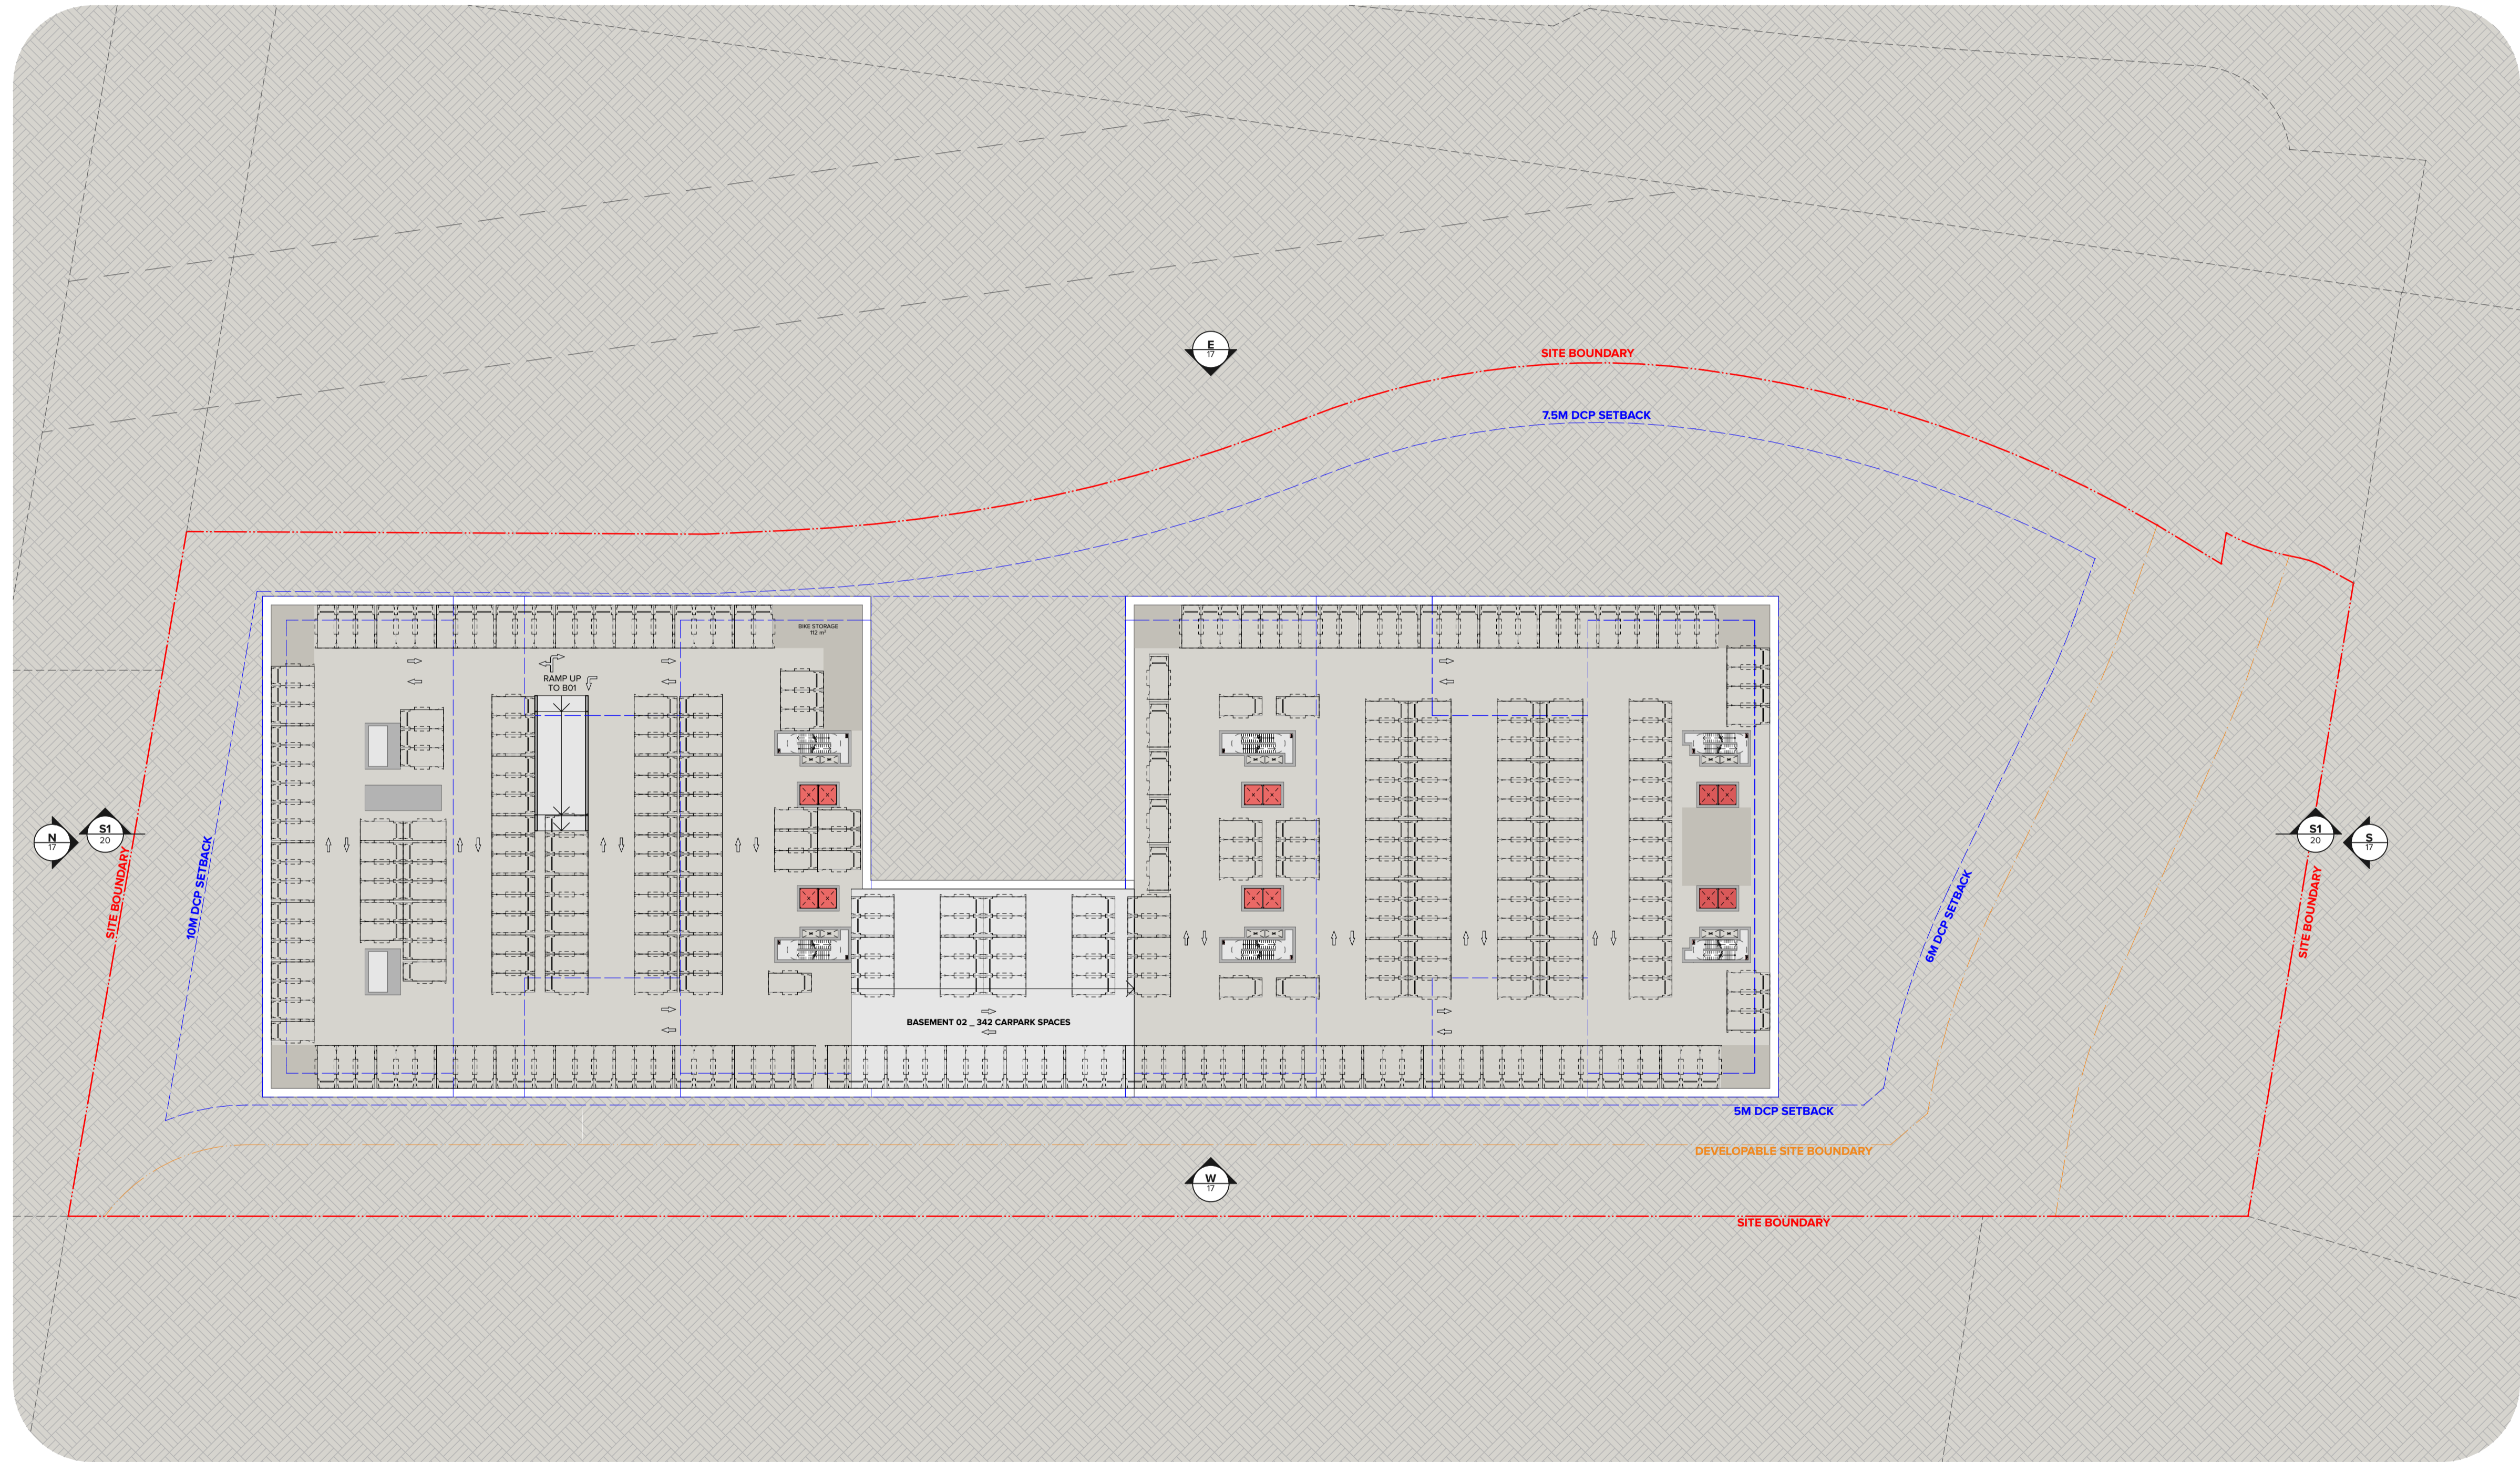 E
17
SITE BOUNDARY
7.5M DCP SETBACK
BIKE STORAGE
112 m²
RAMP UP
TO B01
N
17
S1
20
SITE BOUNDARY
10M DCP SETBACK
S1
20
S
17
SITE BOUNDARY
6M DCP SETBACK
BASEMENT 02 _ 342 CARPARK SPACES
5M DCP SETBACK
DEVELOPABLE SITE BOUNDARY
W
17
SITE BOUNDARY